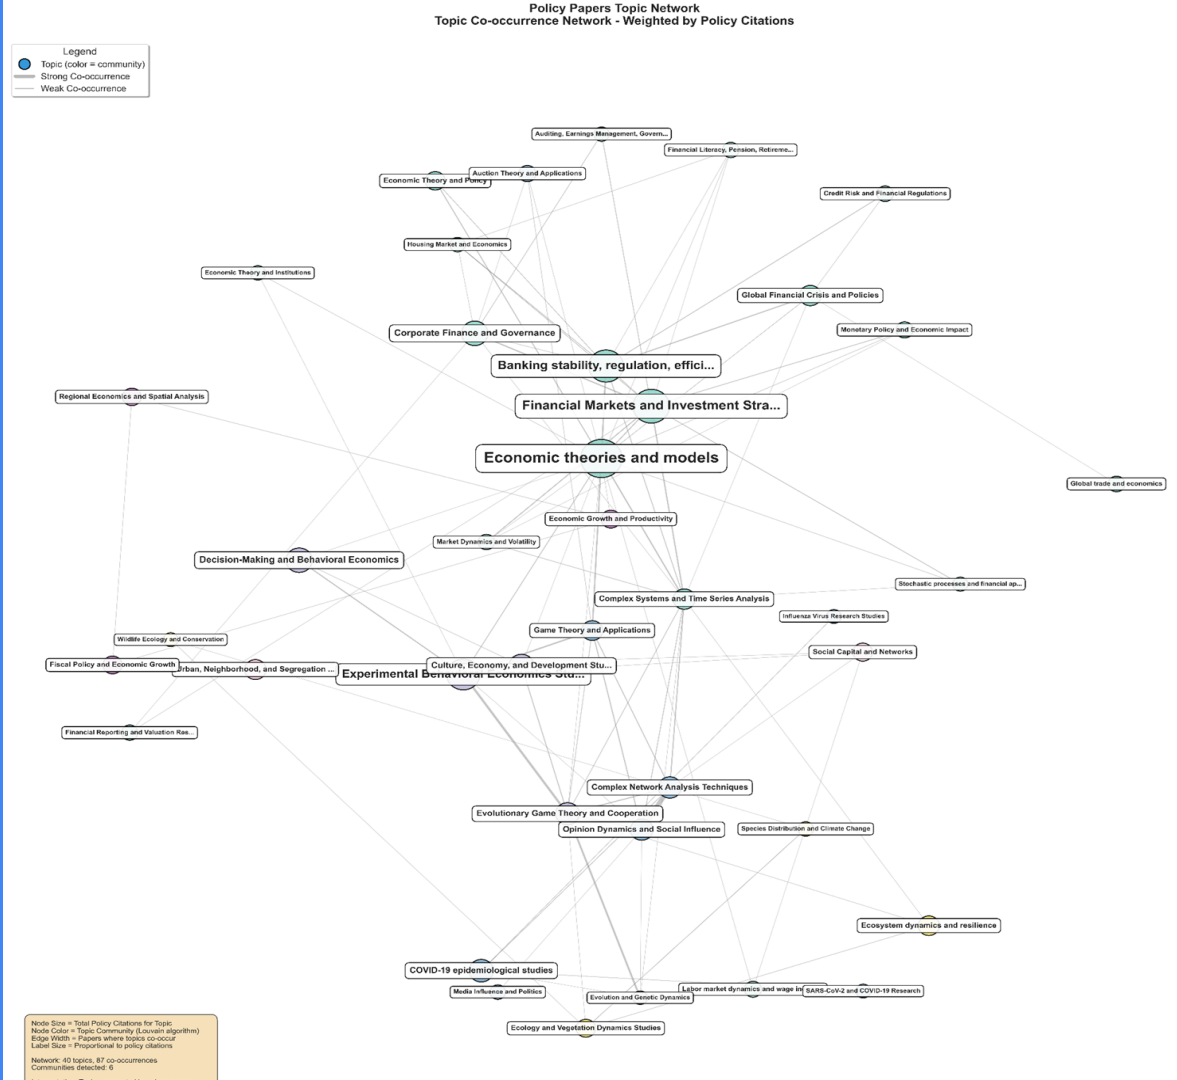 Policy Papers Topic Network
Topic Co-occurrence Network - Weighted by Policy Citations
Legend
Topic (color = community)
Strong Co-occurrence
Weak Co-occurrence
Auditing, Earnings Management, Govern...
Financial Literacy, Pension, Retireme...
Auction Theory and Applications
Economic Theory and Policy
Credit Risk and Financial Regulations
Housing Market and Economics
Economic Theory and Institutions
Global Financial Crisis and Policies
Monetary Policy and Economic Impact
Corporate Finance and Governance
Banking stability, regulation, effici...
Regional Economics and Spatial Analysis
Financial Markets and Investment Stra...
Economic theories and models
Global trade and economics
Economic Growth and Productivity
Market Dynamics and Volatility
Decision-Making and Behavioral Economics
Stochastic processes and financial ap...
Complex Systems and Time Series Analysis
Influenza Virus Research Studies
Game Theory and Applications
Wildlife Ecology and Conservation
Social Capital and Networks
Fiscal Policy and Economic Growth
Urban, Neighborhood, and Segregation ...
Culture, Economy, and Development Stu...
Experimental Behavioral Economics Stu...
Financial Reporting and Valuation Res...
Complex Network Analysis Techniques
Evolutionary Game Theory and Cooperation
Opinion Dynamics and Social Influence
Species Distribution and Climate Change
Ecosystem dynamics and resilience
COVID-19 epidemiological studies
Media Influence and Politics
Evolution and Genetic Dynamics
Labor market dynamics and wage in
SARS-CoV-2 and COVID-19 Research
Ecology and Vegetation Dynamics Studies
Node Size = Total Policy Citations for Topic
Node Color = Topic Community (Louvain algorithm)
Edge Width = Papers where topics co-occur
Label Size = Proportional to policy citations
Network: 40 topics, 87 co-occurrences
Communities detected: 6